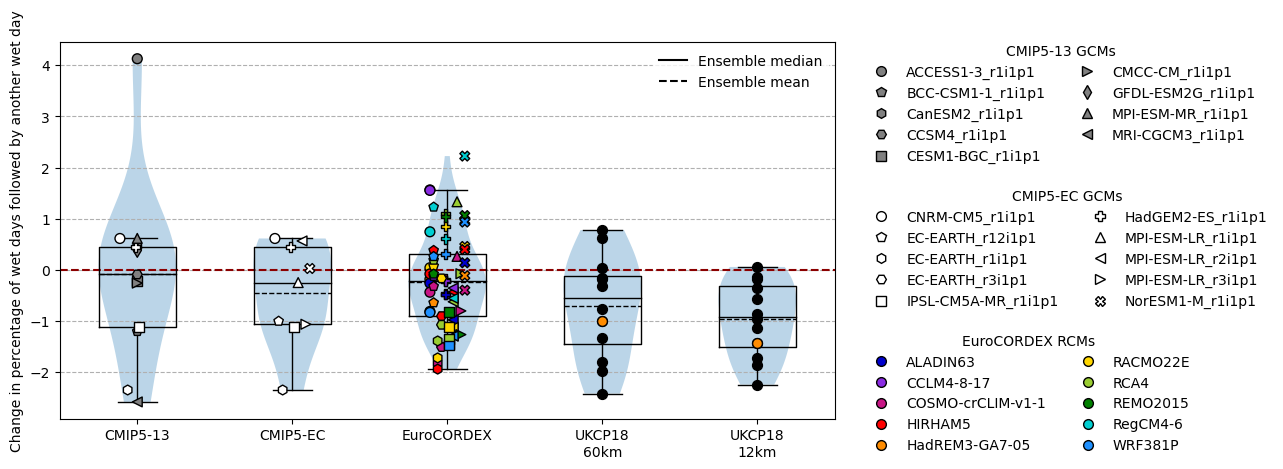 Change in percentage of wet days followed by another wet day
4
3
2
1
0
−1
−2
Ensemble median
Ensemble mean
CMIP5-13
CMIP5-EC
EuroCORDEX
UKCP18
60km
UKCP18
12km
CMIP5-13 GCMs
ACCESS1-3_r1i1p1
BCC-CSM1-1_r1i1p1
CanESM2_r1i1p1
CCSM4_r1i1p1
CESM1-BGC_r1i1p1
CMCC-CM_r1i1p1
GFDL-ESM2G_r1i1p1
MPI-ESM-MR_r1i1p1
MRI-CGCM3_r1i1p1
CMIP5-EC GCMs
CNRM-CM5_r1i1p1
EC-EARTH_r12i1p1
EC-EARTH_r1i1p1
EC-EARTH_r3i1p1
IPSL-CM5A-MR_r1i1p1
HadGEM2-ES_r1i1p1
MPI-ESM-LR_r1i1p1
MPI-ESM-LR_r2i1p1
MPI-ESM-LR_r3i1p1
NorESM1-M_r1i1p1
EuroCORDEX RCMs
ALADIN63
CCLM4-8-17
COSMO-crCLIM-v1-1
HIRHAM5
HadREM3-GA7-05
RACMO22E
RCA4
REMO2015
RegCM4-6
WRF381P